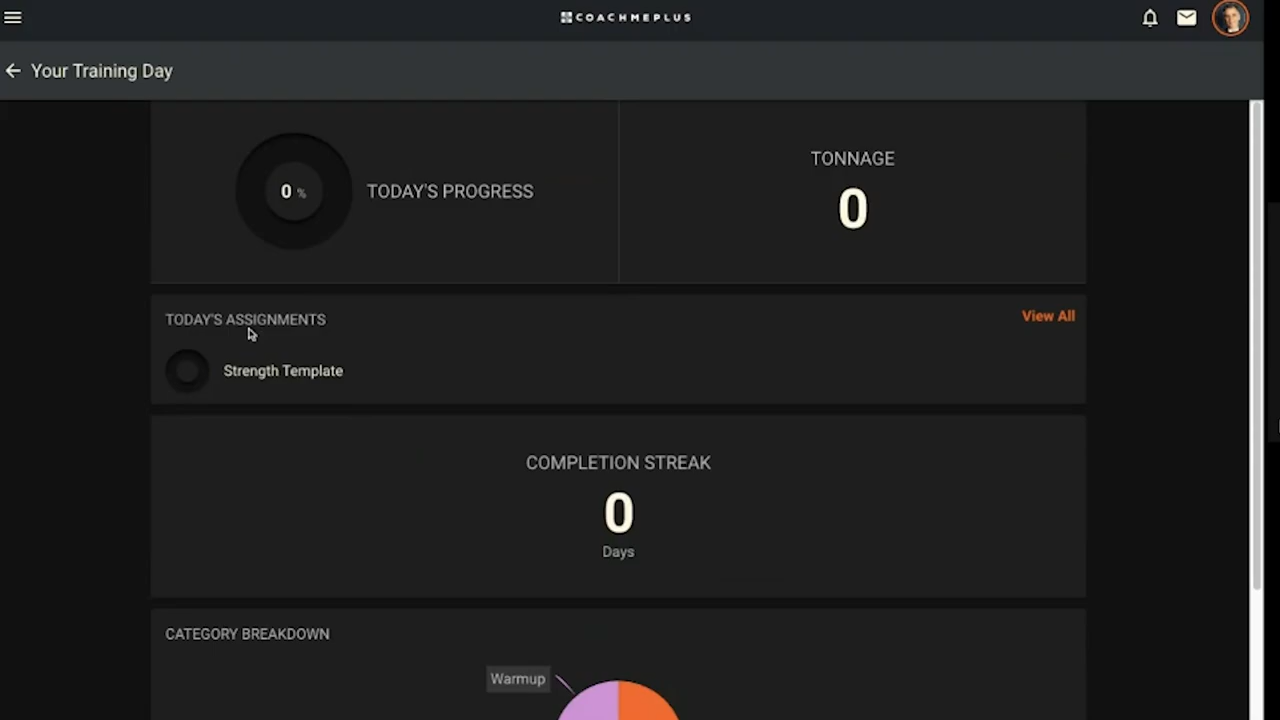 COACHMEPLUS
Your Training Day
0 %
TODAY'S PROGRESS
TONNAGE
0
TODAY'S ASSIGNMENTS
View All
Strength Template
COMPLETION STREAK
0
Days
CATEGORY BREAKDOWN
Warmup